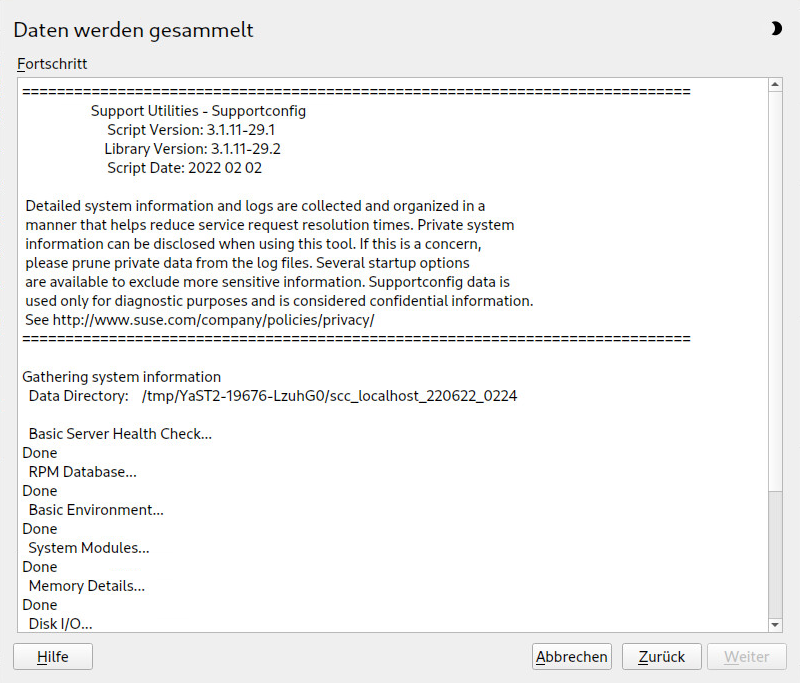 Daten werden gesammelt
Fortschritt
==============================================================================
Support Utilities - Supportconfig
Script Version: 3.1.11-29.1
Library Version: 3.1.11-29.2
Script Date: 2022 02 02
Detailed system information and logs are collected and organized in a
manner that helps reduce service request resolution times. Private system
information can be disclosed when using this tool. If this is a concern,
please prune private data from the log files. Several startup options
are available to exclude more sensitive information. Supportconfig data is
used only for diagnostic purposes and is considered confidential information.
See http://www.suse.com/company/policies/privacy/
==============================================================================
Gathering system information
Data Directory: /tmp/YaST2-19676-LzuhG0/scc_localhost_220622_0224
Basic Server Health Check...
Done
RPM Database...
Done
Basic Environment...
Done
System Modules...
Done
Memory Details...
Done
Disk I/O...
Hilfe
Abbrechen
Zurück
Weiter